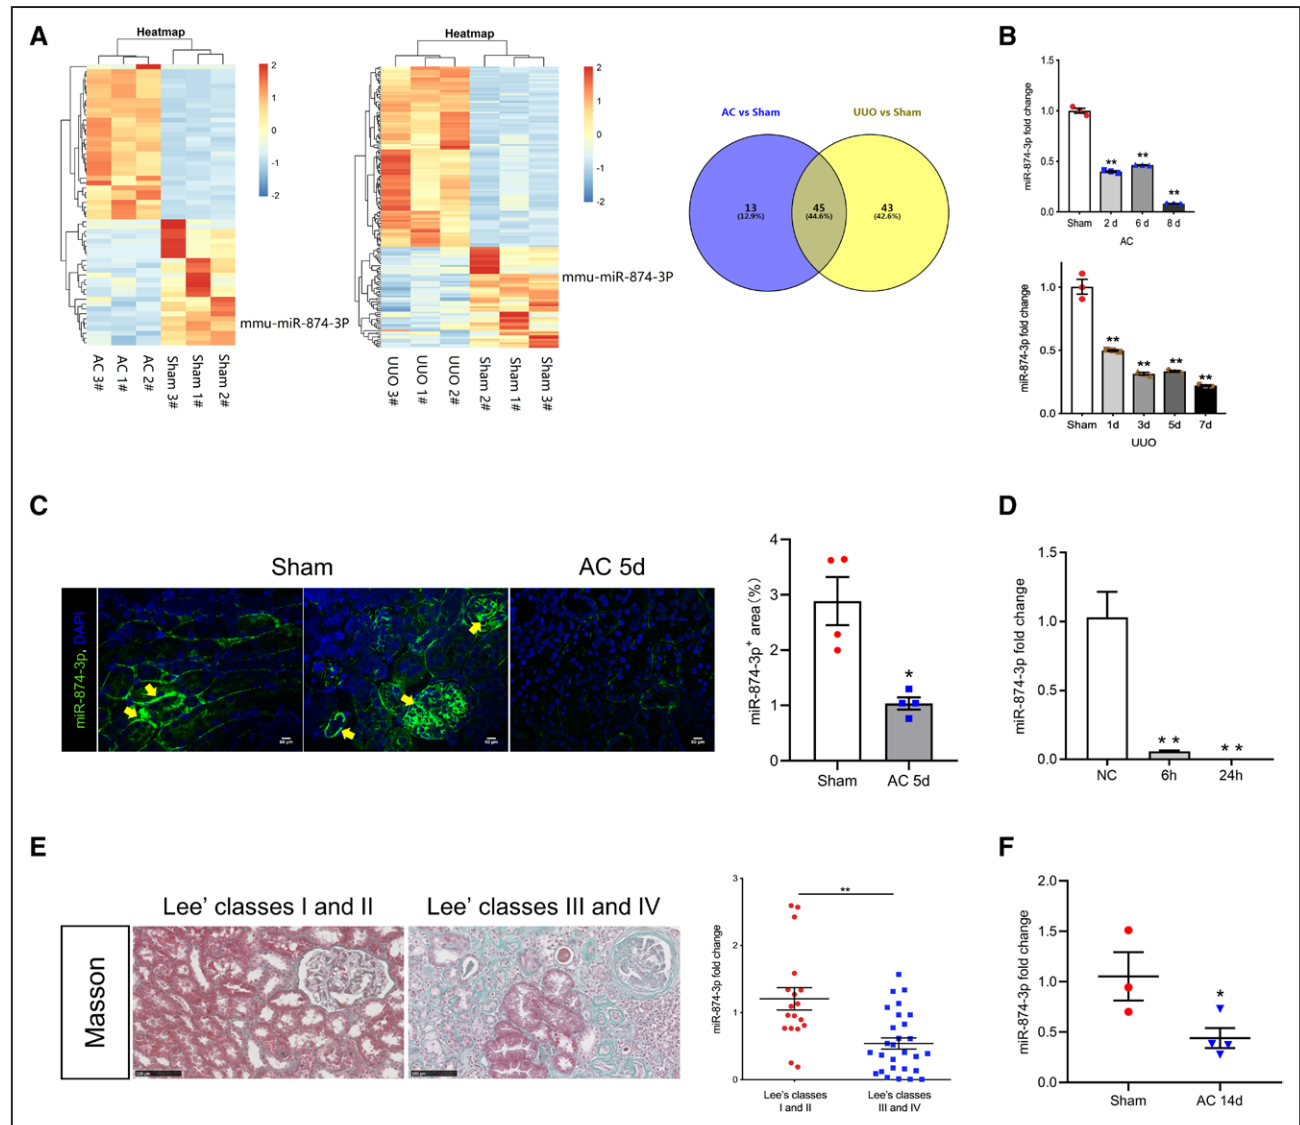 A
Heatmap
2
1
0
-1
-2
mmu-miR-874-3P
AC 3#
AC 1#
AC 2#
Sham 3#
Sham 1#
Sham 2#
Heatmap
2
1
0
-1
-2
mmu-miR-874-3P
UUO 3#
UUO 1#
UUO 2#
Sham 2#
Sham 1#
Sham 3#
AC vs Sham
UUO vs Sham
13
(12.9%)
45
(44.6%)
43
(42.6%)
B
miR-874-3p fold change
1.5
1.0
0.5
0.0
**
**
**
Sham 2 d 6 d 8 d
AC
miR-874-3p fold change
1.0
0.5
0.0
**
**
**
**
Sham 1d 3d 5d 7d
UUO
C
Sham
AC 5d
miR-874-3p, DAPI
miR-874-3p+ area (%)
4
3
2
1
0
*
Sham AC 5d
D
miR-874-3p fold change
1.5
1.0
0.5
0.0
**
**
NC 6h 24h
E
Lee' classes I and II
Lee' classes III and IV
Masson
miR-874-3p fold change
3
2
1
0
**
Lee's classes
I and II
Lee's classes
III and IV
F
miR-874-3p fold change
2.0
1.5
1.0
0.5
0.0
*
Sham AC 14d